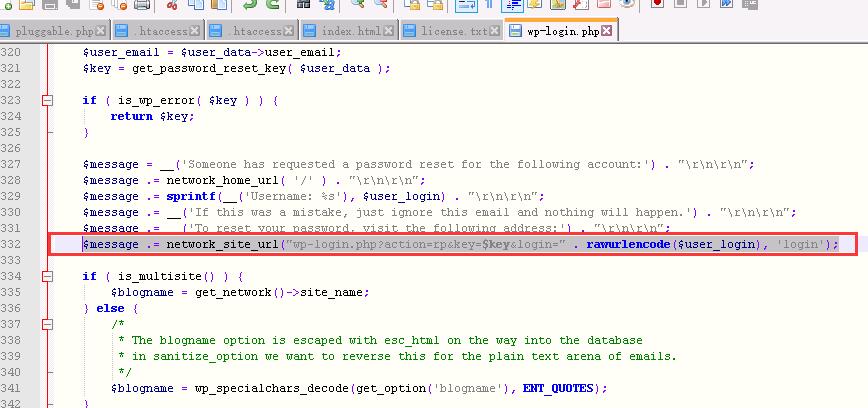 pluggable.php
.htaccess
.htaccess
index.html
license.txt
wp-login.php
320 $user_email = $user_data->user_email;
321 $key = get_password_reset_key( $user_data );
322
323 if ( is_wp_error( $key ) ) {
324 return $key;
325 }
326
327 $message = __('Someone has requested a password reset for the following account:') . "\r\n\r\n";
328 $message .= network_home_url( '/' ) . "\r\n\r\n";
329 $message .= sprintf(__('Username: %s'), $user_login) . "\r\n\r\n";
330 $message .= __('If this was a mistake, just ignore this email and nothing will happen.') . "\r\n\r\n";
331 $message .= __('To reset your password, visit the following address:') . "\r\n\r\n";
332 $message .= network_site_url("wp-login.php?action=rp&key=$key&login=" . rawurlencode($user_login), 'login');
333
334 if ( is_multisite() ) {
335 $blogname = get_network()->site_name;
336 } else {
337 /*
338 * The blogname option is escaped with esc_html on the way into the database
339 * in sanitize_option we want to reverse this for the plain text arena of emails.
340 */
341 $blogname = wp_specialchars_decode(get_option('blogname'), ENT_QUOTES);
342 }